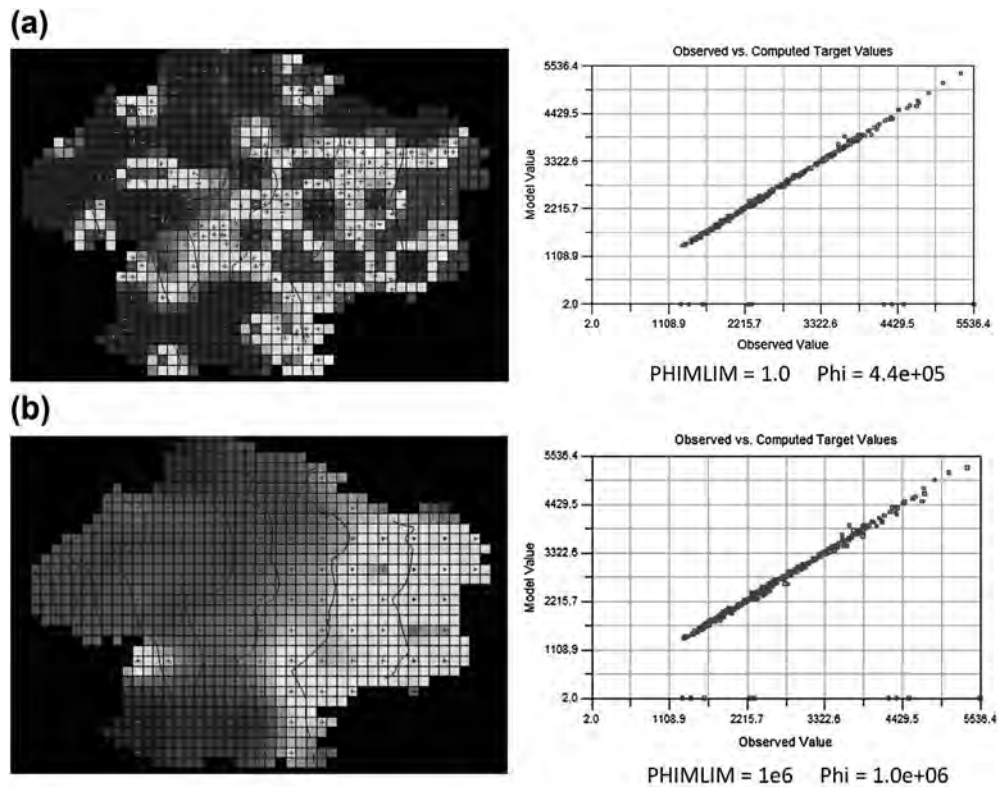 (a)
Observed vs. Computed Target Values
5536.4
4429.5
3322.6
2215.7
1108.9
2.0
Model Value
2.0 1108.9 2215.7 3322.6 4429.5 5536.4
Observed Value
PHIMLIM = 1.0 Phi = 4.4e+05
(b)
Observed vs. Computed Target Values
5536.4
4429.5
3322.6
2215.7
1108.9
2.0
Model Value
2.0 1108.9 2215.7 3322.6 4429.5 5536.4
Observed Value
PHIMLIM = 1e6 Phi = 1.0e+06